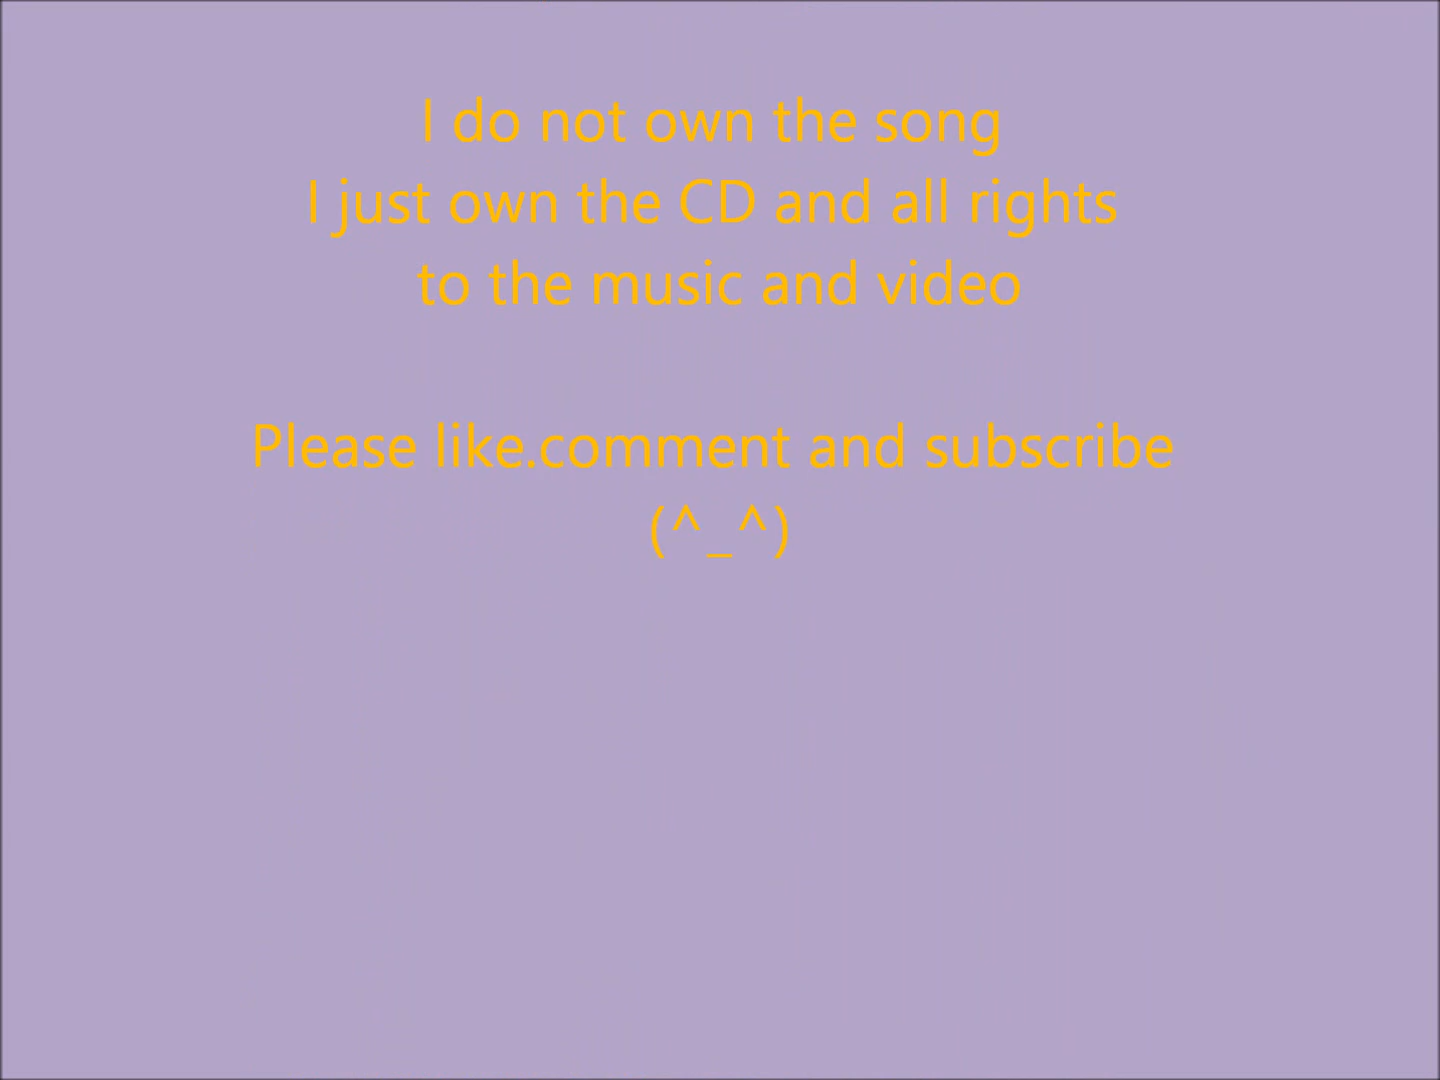 I do not own the song
I just own the CD and all rights
to the music and video
Please like.comment and subscribe
(^_^)